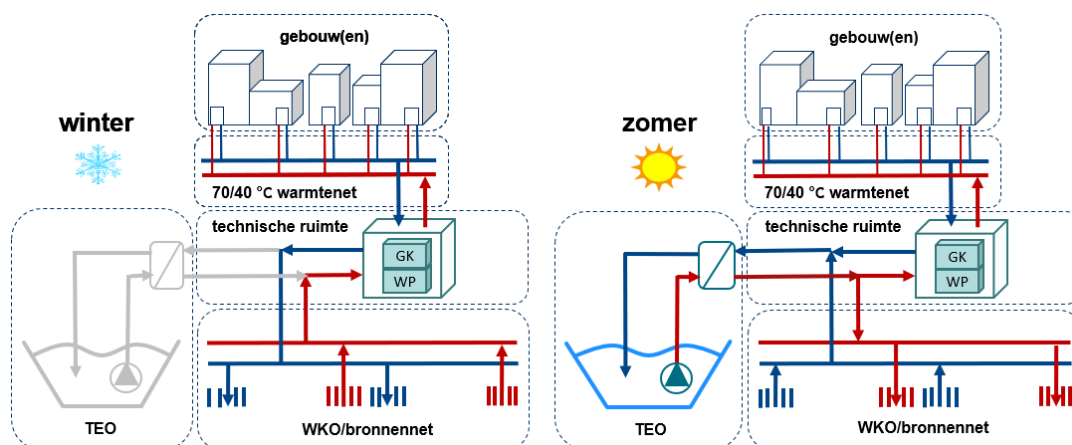 gebouw(en)
winter
70/40 °C warmtenet
technische ruimte
GK
WP
TEO
WKO/bronnennet
gebouw(en)
zomer
70/40 °C warmtenet
technische ruimte
GK
WP
TEO
WKO/bronnennet